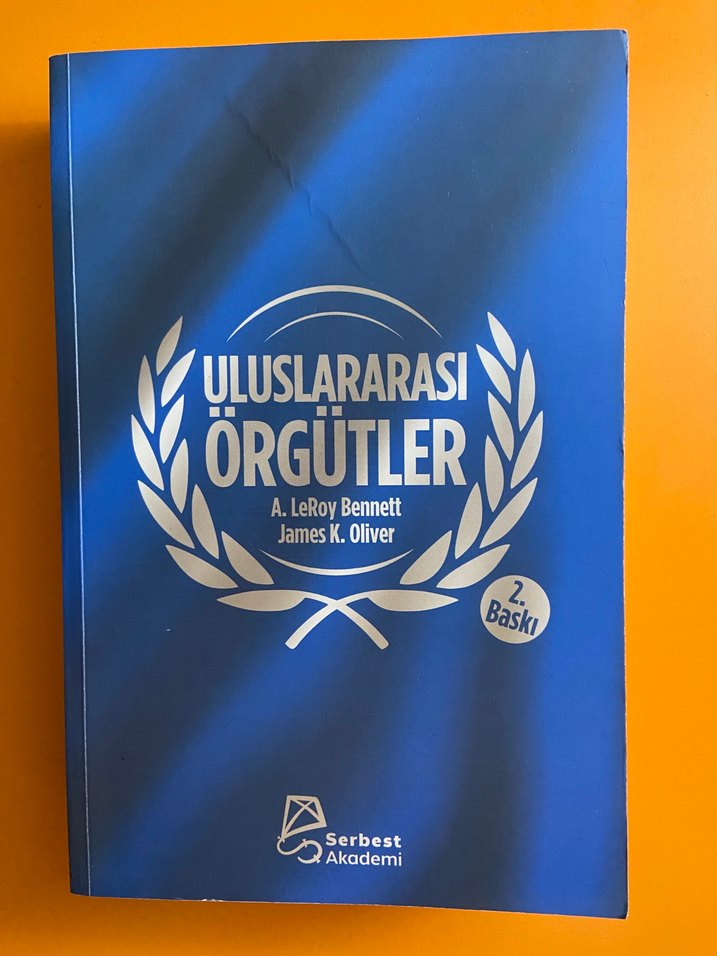 ULUSLARARASI
ÖRGÜTLER
A. LeRoy Bennett
James K. Oliver
2.
Baskı
Serbest
Akademi